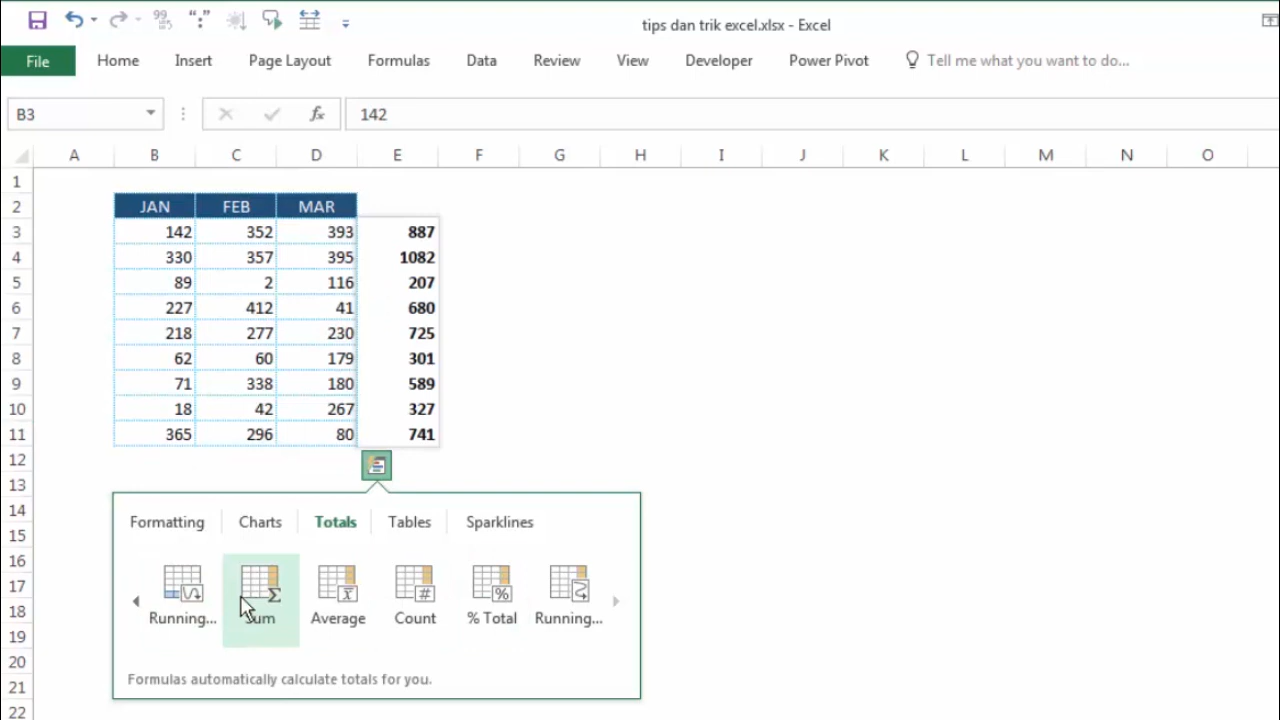 tips dan trik excel.xlsx - Excel
File Home Insert Page Layout Formulas Data Review View Developer Power Pivot Tell me what you want to do...
B3 fx 142
A B C D E F G H I J K L M N O
1
2 JAN FEB MAR
3 142 352 393 887
4 330 357 395 1082
5 89 2 116 207
6 227 412 41 680
7 218 277 230 725
8 62 60 179 301
9 71 338 180 589
10 18 42 267 327
11 365 296 80 741
12
13
14
15
16
17
18
19
20
21
22
Formatting Charts Totals Tables Sparklines
Running... Sum Average Count % Total Running...
Formulas automatically calculate totals for you.